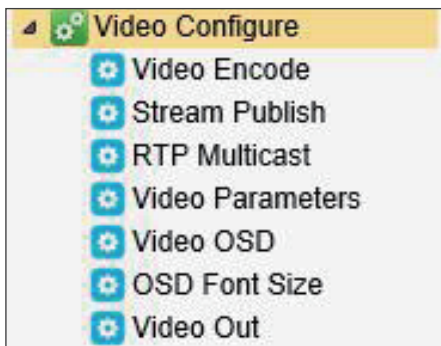 Video Configure
Video Encode
Stream Publish
RTP Multicast
Video Parameters
Video OSD
OSD Font Size
Video Out